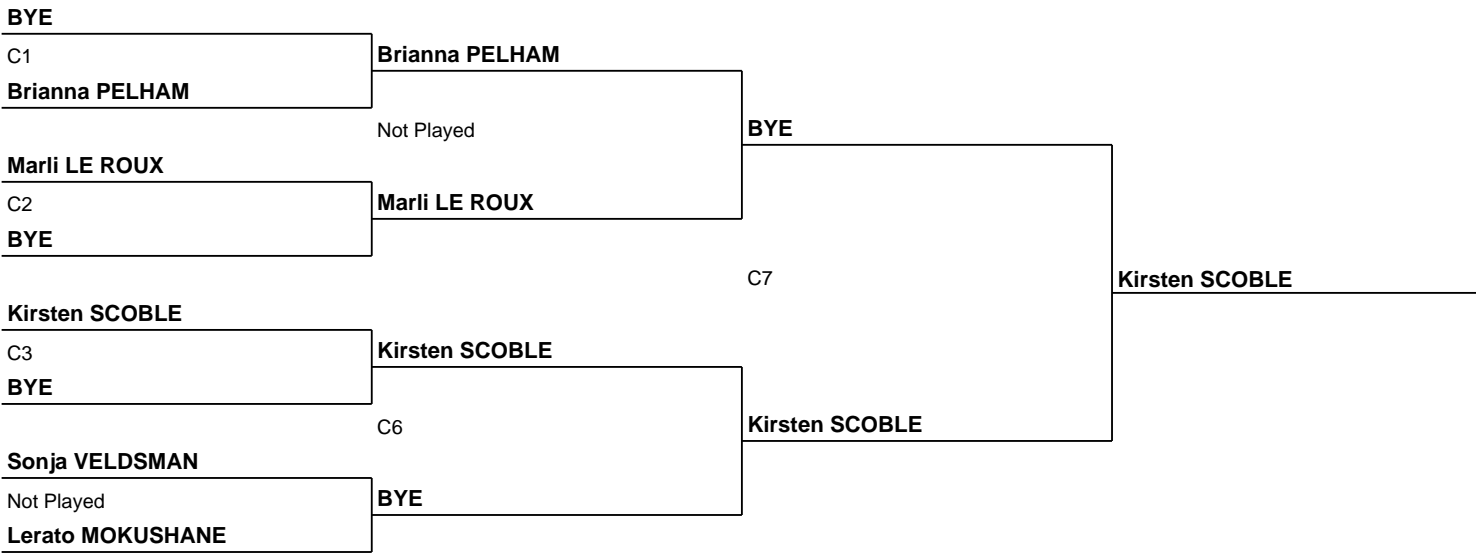 BYE
C1
Brianna PELHAM
Brianna PELHAM
Not Played
BYE
Marli LE ROUX
C2
Marli LE ROUX
BYE
C7
Kirsten SCOBLE
Kirsten SCOBLE
C3
Kirsten SCOBLE
BYE
C6
Kirsten SCOBLE
Sonja VELDSMAN
Not Played
BYE
Lerato MOKUSHANE